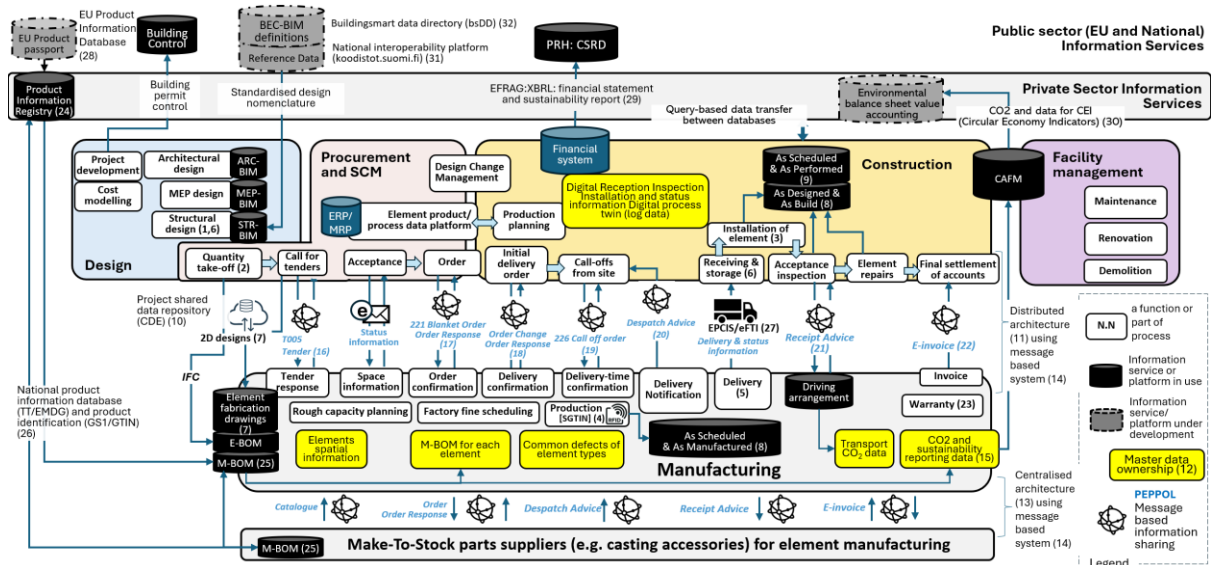 EU Product
passport
EU Product
Information
Database
(28)
Building
Control
BEC-BIM
definitions
Reference Data
Buildingsmart data directory (bsDD) (32)
National interoperability platform
(koodistot.suomi.fi) (31)
PRH: CSRD
Public sector (EU and National)
Information Services
Product
Information
Registry (24)
Building
permit
control
Standardised design
nomenclature
EFRAG:XBRL: financial statement
and sustainability report (29)
Query-based data transfer
between databases
Environmental
balance sheet value
accounting
Private Sector Information
Services
CO2 and data for CEI
(Circular Economy Indicators) (30)
Project
development
Cost
modelling
Architectural
design
ARC-
BIM
MEP design
MEP-
BIM
Structural
design (1,6)
STR-
BIM
Design
Procurement
and SCM
Design Change
Management
ERP/
MRP
Element product/
process data platform
Production
planning
Financial
system
Digital Reception Inspection
Installation and status
information Digital process
twin (log data)
As Scheduled
& As Performed
(9)
As Designed &
As Build (8)
Construction
CAFM
Facility
management
Maintenance
Renovation
Demolition
Installation of
element (3)
Quantity
take-off (2)
Call for
tenders
Acceptance
Order
Initial
delivery
order
Call-offs
from site
Receiving &
storage (6)
Acceptance
inspection
Element
repairs
Final settlement
of accounts
Project shared
data repository
(CDE) (10)
2D designs (7)
IFC
T005
Tender (16)
Status
information
221 Blanket Order
Order Response
(17)
Order Change
Order Response
(18)
226 Call off order
(19)
Despatch Advice
(20)
EPCIS/eFTI (27)
Delivery & status
information
Receipt Advice
(21)
E-invoice (22)
Distributed
architecture
(11) using
message
based
system (14)
National product
information database
(TT/EMDG) and product
identification (GS1/GTIN)
(26)
Element
fabrication
drawings
(7)
E-BOM
M-BOM (25)
Tender
response
Space
information
Order
confirmation
Delivery
confirmation
Delivery-time
confirmation
Delivery
Notification
Delivery
(5)
Driving
arrangement
Invoice
Warranty (23)
Rough capacity planning
Factory fine scheduling
Production
[SGTIN] (4)
RFID
As Scheduled
& As Manufactured (8)
Elements
spatial
information
M-BOM for each
element
Common defects of
element types
Transport
CO2 data
CO2 and
sustainability
reporting data (15)
Manufacturing
Catalogue
Order
Order Response
Despatch Advice
Receipt Advice
E-invoice
Centralised
architecture
(13) using
message
based
system (14)
M-BOM (25)
Make-To-Stock parts suppliers (e.g. casting accessories) for element manufacturing
N.N
a function or
part of
process
Information
service or
platform in use
Information
service/
platform under
development
Master data
ownership (12)
PEPPOL
Message
based
information
sharing
Legend